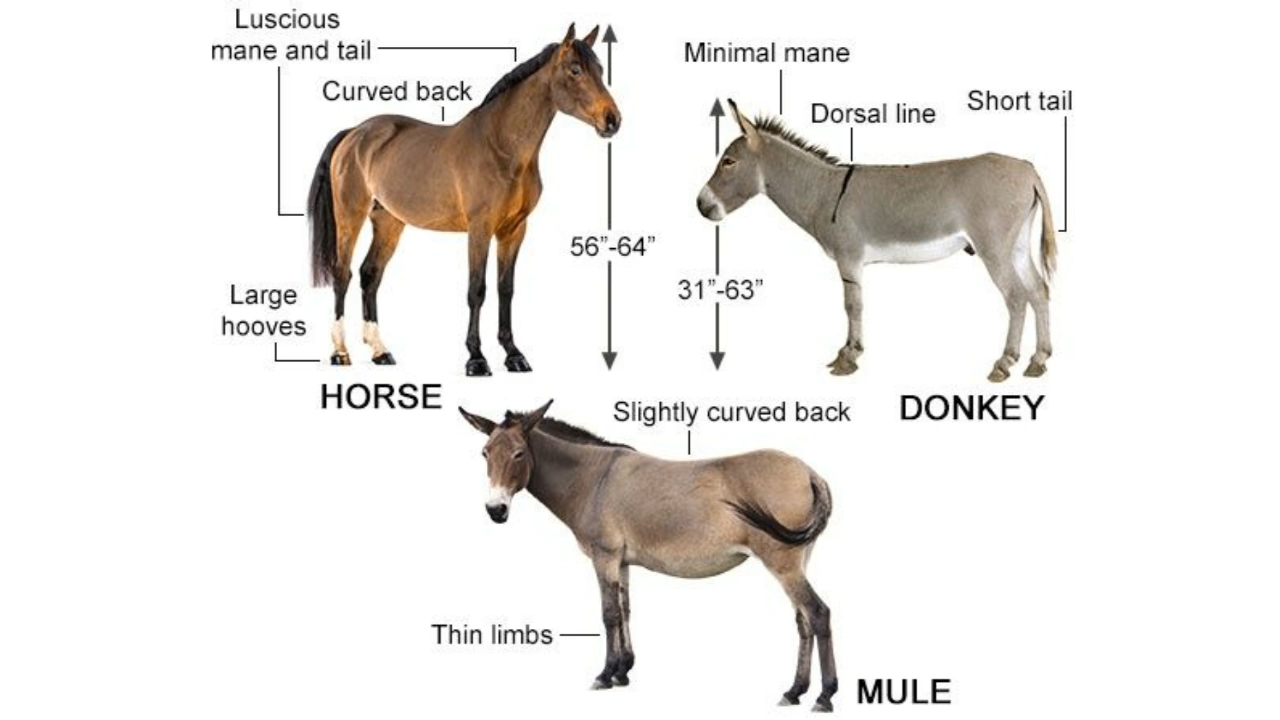 Luscious
mane and tail
Curved back
56”-64”
Large
hooves
HORSE
Minimal mane
Dorsal line
Short tail
31”-63”
DONKEY
Slightly curved back
Thin limbs
MULE